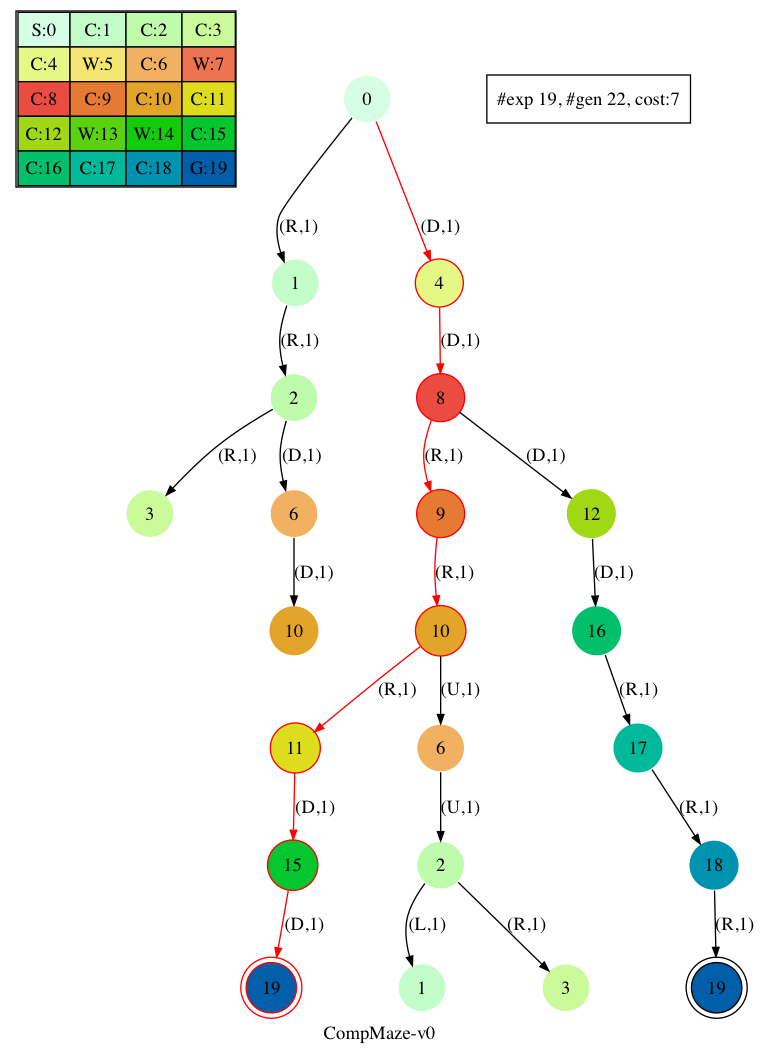 S:0 C:1 C:2 C:3
C:4 W:5 C:6 W:7
C:8 C:9 C:10 C:11
C:12 W:13 W:14 C:15
C:16 C:17 C:18 G:19
#exp 19, #gen 22, cost:7
0
(R,1) (D,1)
1 4
(R,1) (D,1)
2 8
(R,1) (D,1) (R,1) (D,1)
3 6 9 12
(D,1) (R,1) (D,1)
10 10 16
(R,1) (U,1) (R,1)
11 6 17
(D,1) (U,1) (R,1)
15 2 18
(D,1) (L,1) (R,1) (R,1)
19 1 3 19
CompMaze-v0